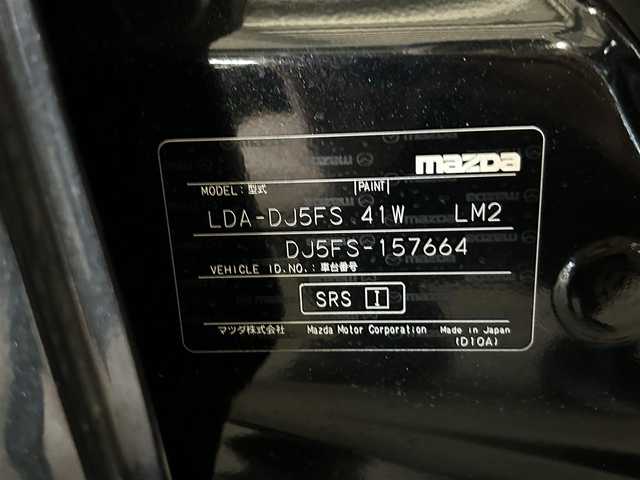 mazda
MODEL: 型式 PAINT
LDA-DJ5FS 41W LM2
DJ5FS-157664
VEHICLE ID.NO.: 車台番号
SRS I
マツダ株式会社 Mazda Motor Corporation Made in Japan
(D10A)